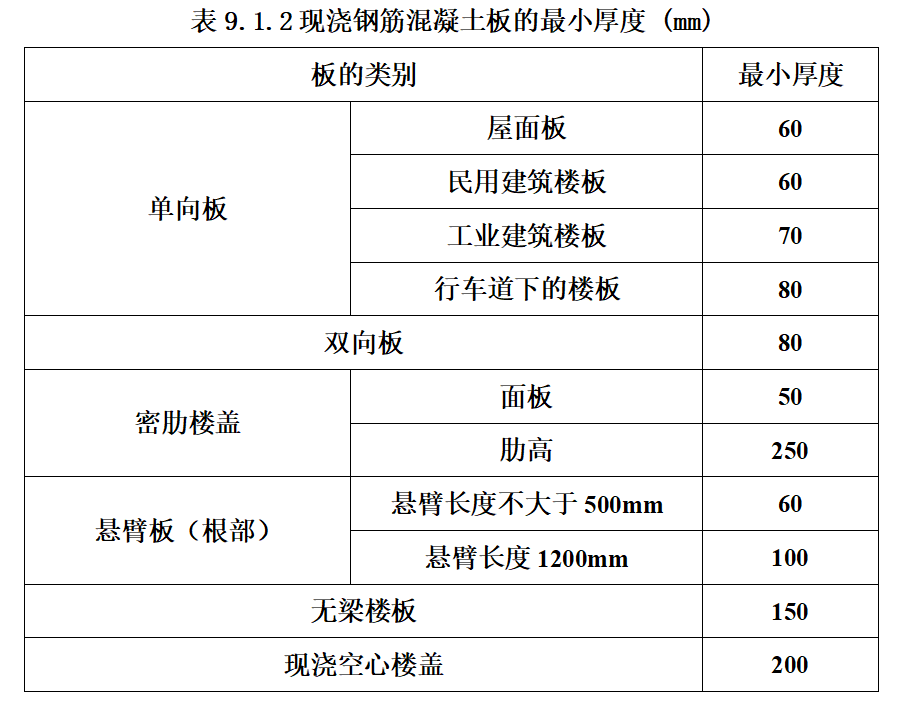 表 9.1.2 现浇钢筋混凝土板的最小厚度 (mm)
板的类别 最小厚度
单向板 屋面板 60
民用建筑楼板 60
工业建筑楼板 70
行车道下的楼板 80
双向板 80
密肋楼盖 面板 50
肋高 250
悬臂板（根部） 悬臂长度不大于 500mm 60
悬臂长度 1200mm 100
无梁楼板 150
现浇空心楼盖 200